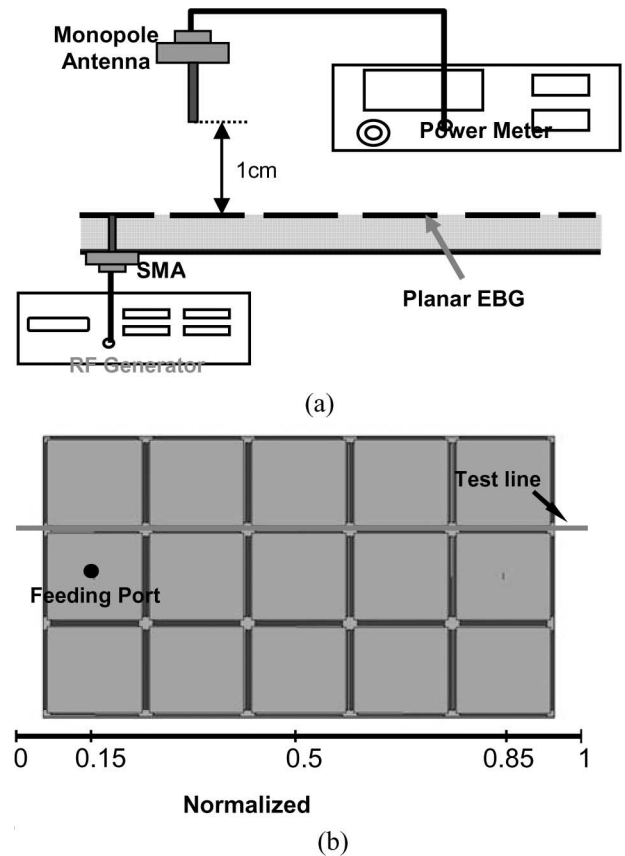 Monopole
Antenna
Power Meter
1cm
SMA
Planar EBG
RF Generator
(a)
Test line
Feeding Port
0 0.15 0.5 0.85 1
Normalized
(b)